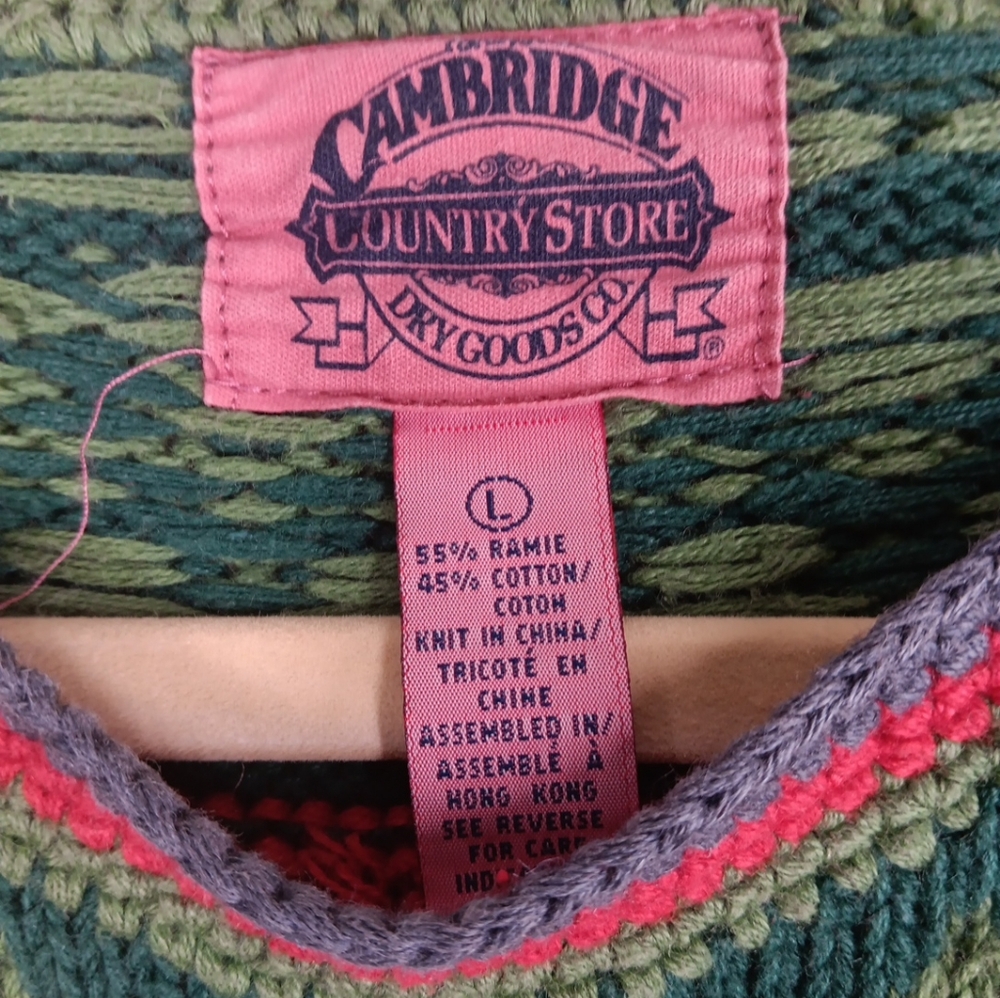 CAMBRIDGE
COUNTRY STORE
DRY GOODS CO.
®
L
55% RAMIE
45% COTTON/
COTON
KNIT IN CHINA/
TRICOTÉ EN
CHINE
ASSEMBLED IN/
ASSEMBLÉ À
HONG KONG
SEE REVERSE
FOR CARE